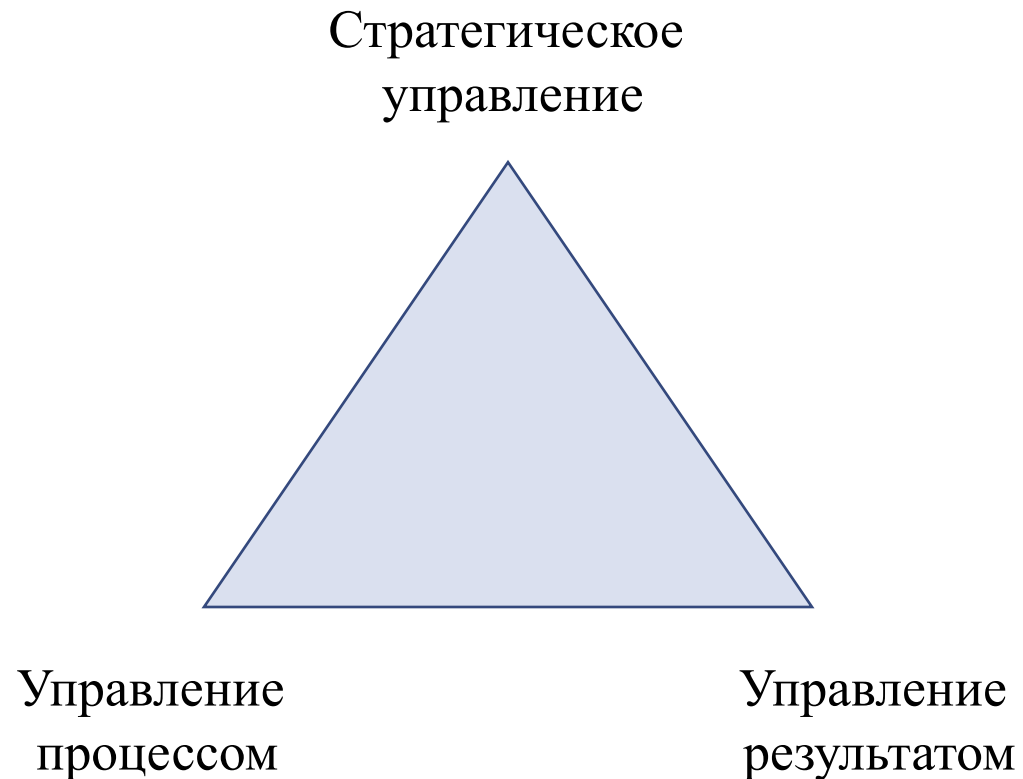 Стратегическое
управление
Управление
процессом
Управление
результатом